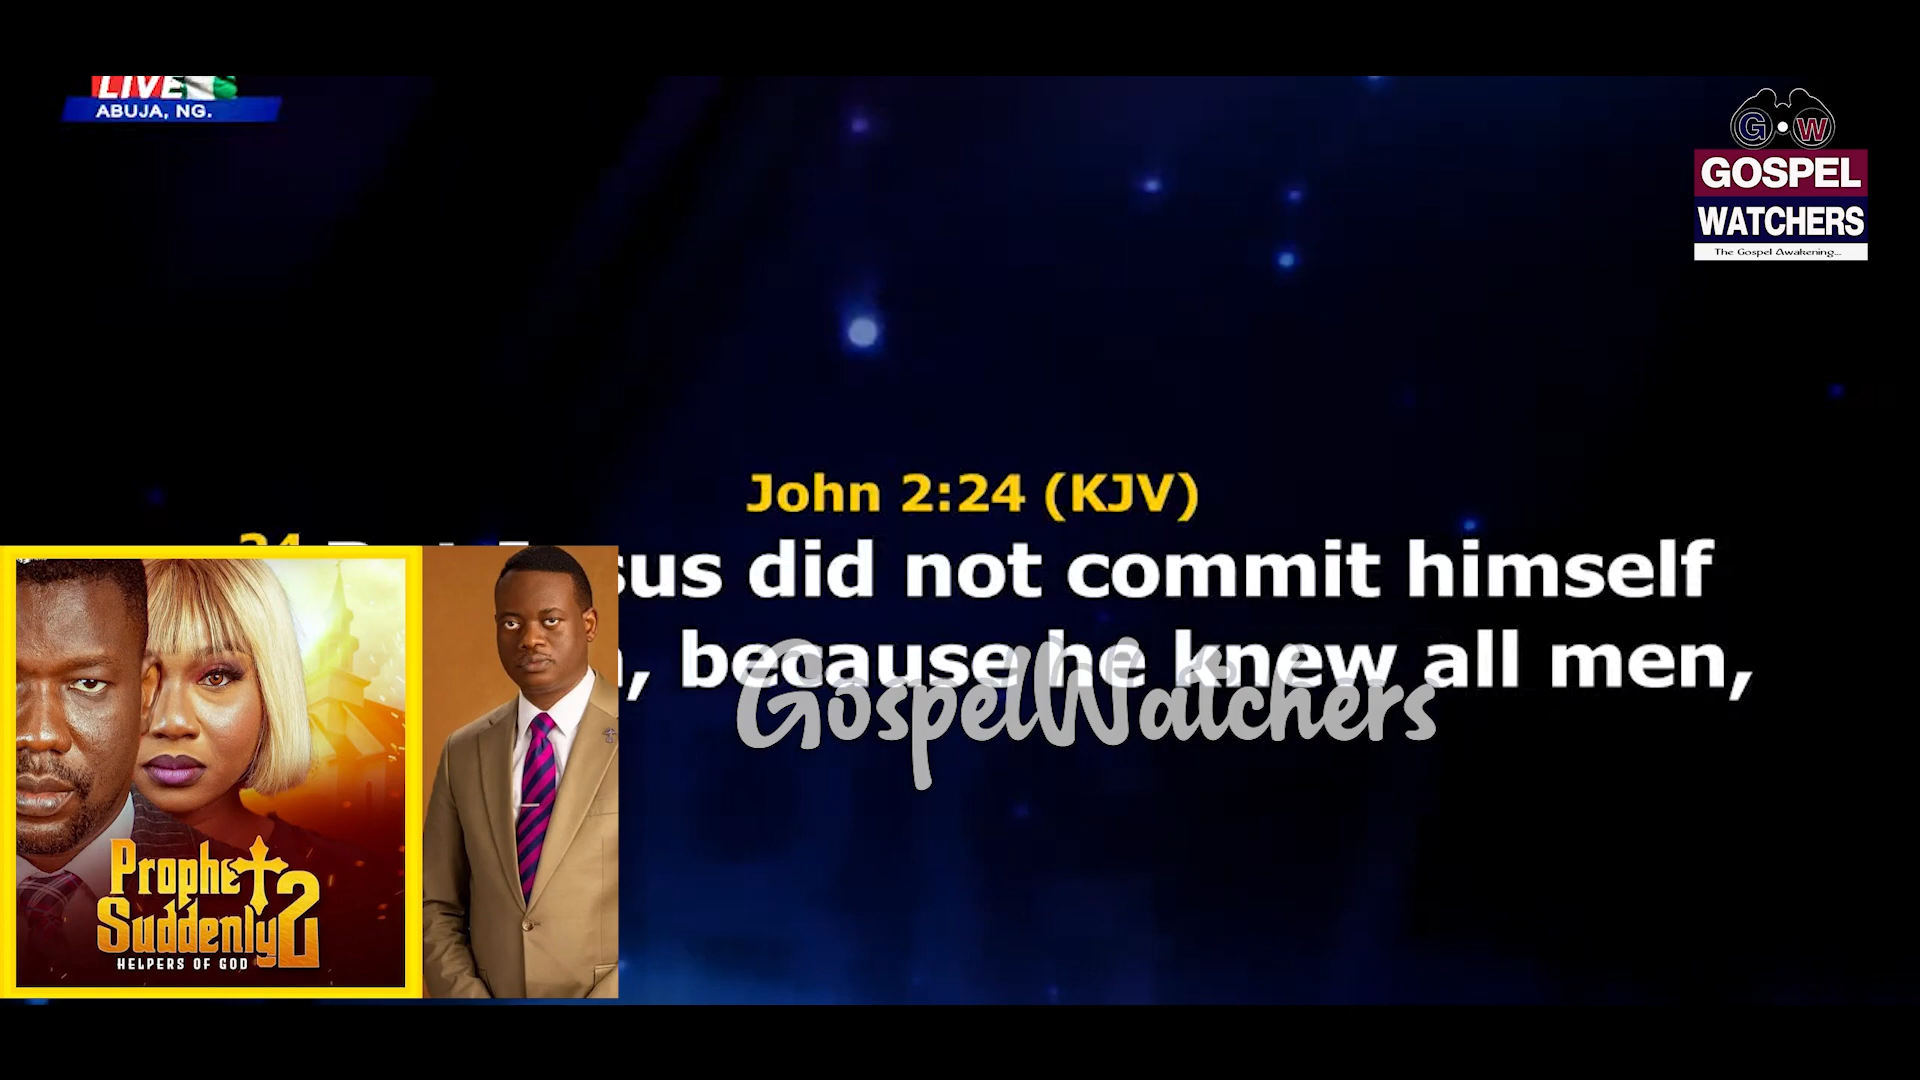 LIVE
ABUJA, NG.
G W
GOSPEL
WATCHERS
The Gospel Awakening...
John 2:24 (KJV)
sus did not commit himself
, because he knew all men,
GospelWatchers
Prophet
Suddenly 2
HELPERS OF GOD